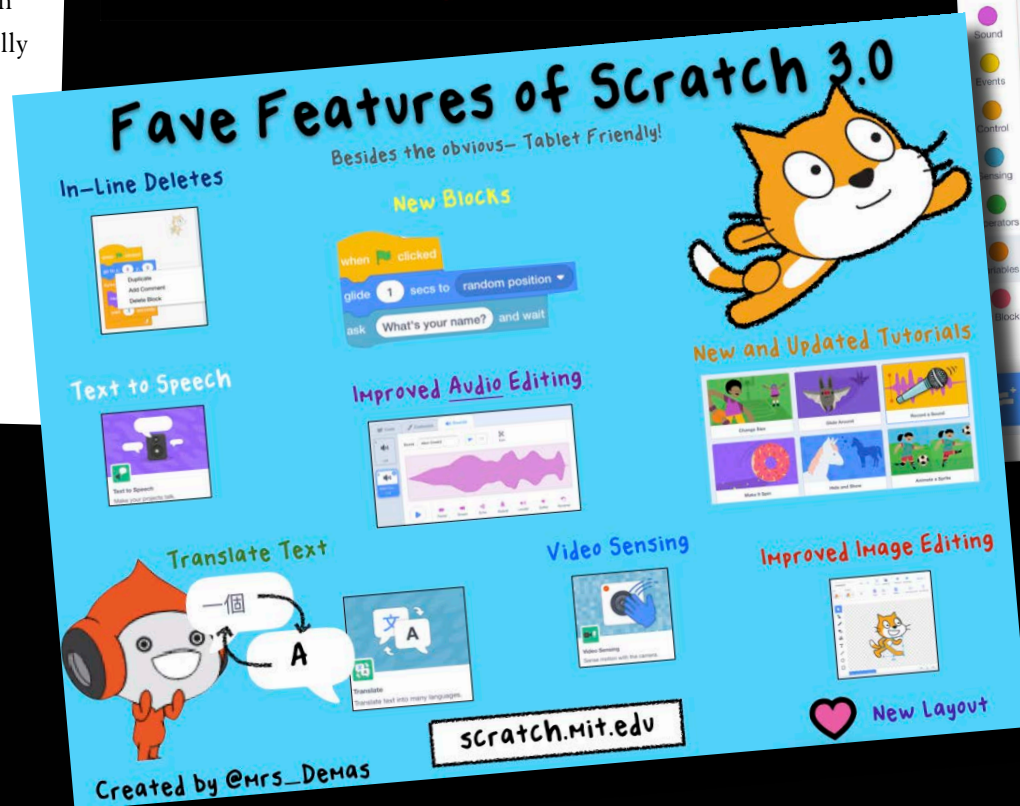 lly
Sound
Events
Control
Fave Features of Scratch 3.0
Besides the obvious– Tablet Friendly!
In–Line Deletes
Duplicate
Add Comment
Delete Block
New Blocks
when clicked
glide 1 secs to random position
ask What's your name? and wait
Text to Speech
Text to Speech
Make your projects talk.
Improved Audio Editing
New and Updated Tutorials
Change Size
Glide Around
Record a Sound
Make It Spin
Hide and Show
Animate a Sprite
Translate Text
一個
A
文
A
Translate
Translate text into many languages.
Video Sensing
Video Sensing
Sense motion with the camera.
Improved Image Editing
New Layout
scratch.mit.edu
Created by @Mrs_Demas